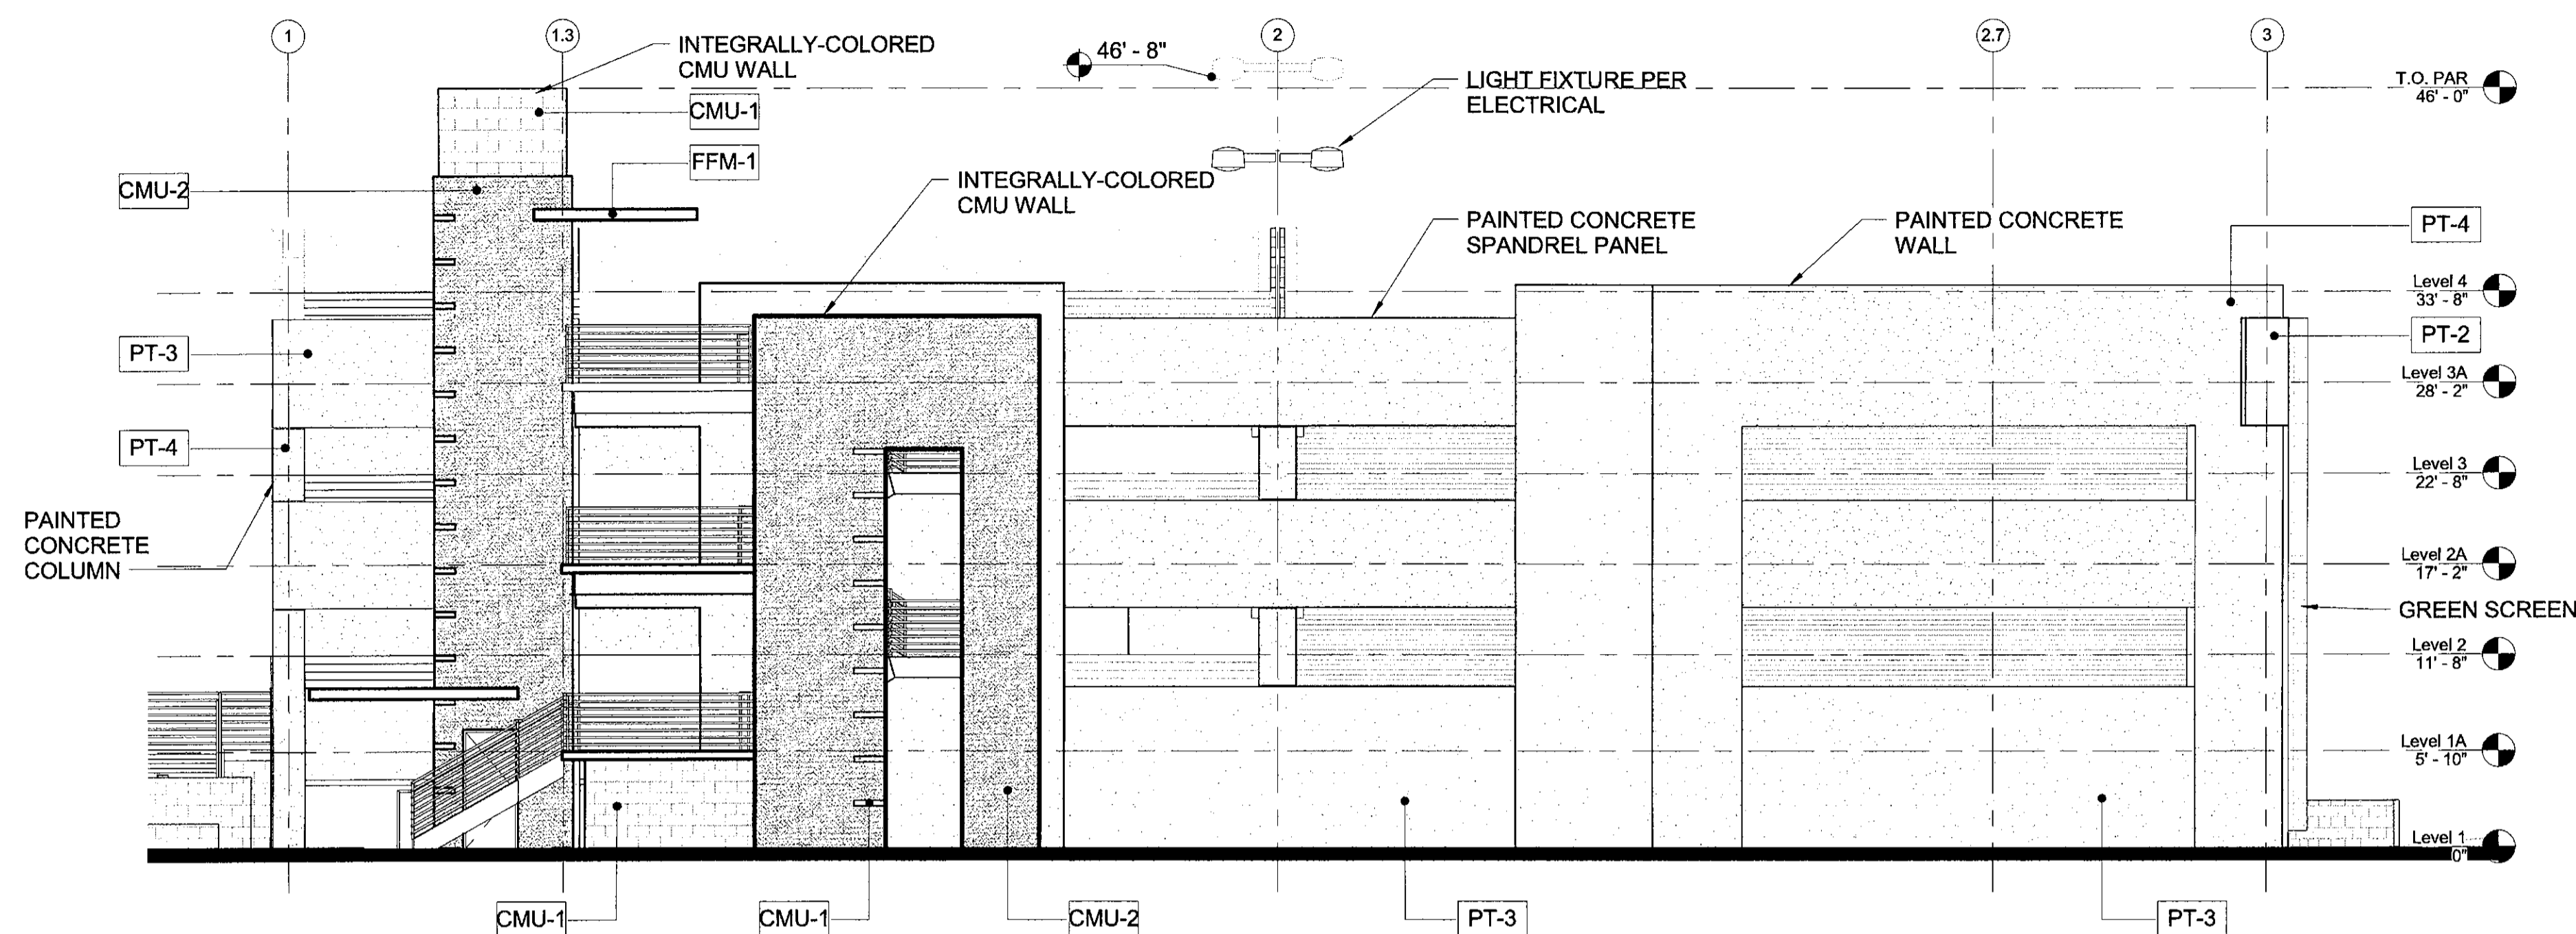 1
1.3
2
2.7
3
INTEGRALLY-COLORED
CMU WALL
46' - 8"
LIGHT FIXTURE PER
ELECTRICAL
T.O. PAR
46' - 0"
CMU-1
FFM-1
CMU-2
INTEGRALLY-COLORED
CMU WALL
PAINTED CONCRETE
SPANDREL PANEL
PAINTED CONCRETE
WALL
PT-4
Level 4
33' - 8"
PT-3
PT-2
Level 3A
28' - 2"
PT-4
Level 3
22' - 8"
PAINTED
CONCRETE
COLUMN
Level 2A
17' - 2"
GREEN SCREEN
Level 2
11' - 8"
Level 1A
5' - 10"
Level 1
0"
CMU-1
CMU-1
CMU-2
PT-3
PT-3